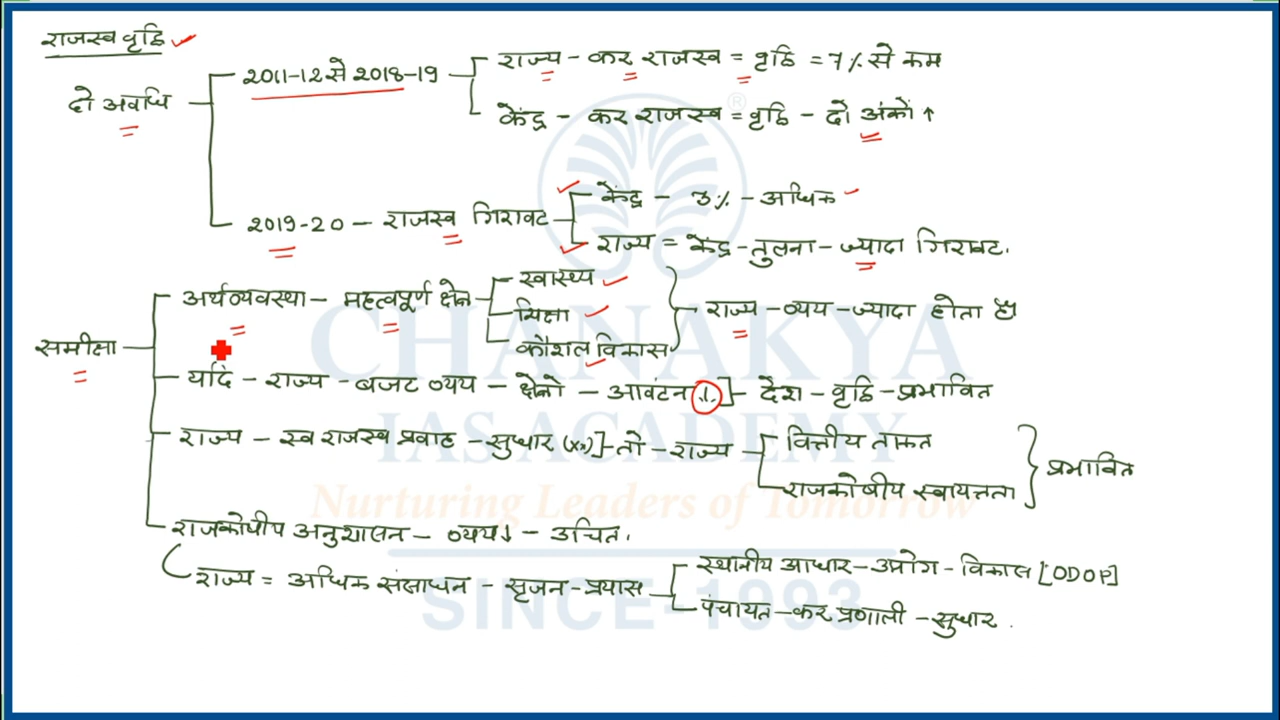 राजस्व वृद्धि
दो अवधि
2011-12 से 2018-19
राज्य - कर राजस्व = वृद्धि = 7% से कम
केंद्र - कर राजस्व = वृद्धि - दो अंकों ↑
2019-20 - राजस्व गिरावट
केंद्र - 3% - अधिक
राज्य = केंद्र - तुलना - ज्यादा गिरावट.
समीक्षा
अर्थव्यवस्था - महत्वपूर्ण क्षेत्र
स्वास्थ्य
शिक्षा
कौशल विकास
राज्य - व्यय - ज्यादा होता है
यदि - राज्य - बजट व्यय - क्षेत्रों - आवंटन ↓ ] - देश - वृद्धि - प्रभावित
राज्य - स्व राजस्व प्रवाह - सुधार (x) ] - तो - राज्य
वित्तीय ताकत
राजकोषीय स्वायत्तता
प्रभावित
राजकोषीय अनुशासन - व्यय ↓ - उचित.
राज्य = अधिक संसाधन - सृजन - प्रयास
स्थानीय आधार - उद्योग - विकास [ODOP]
पंचायत - कर प्रणाली - सुधार.
CHANAKYA
IAS ACADEMY
Nurturing Leaders of Tomorrow
SINCE-1993
®